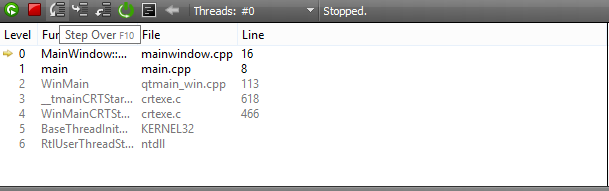 Threads: #0 Stopped.
Level Fu File Line
Step Over F10
0 MainWindow::... mainwindow.cpp 16
1 main main.cpp 8
2 WinMain qtmain_win.cpp 113
3 __tmainCRTStar... crtexe.c 618
4 WinMainCRTSt... crtexe.c 466
5 BaseThreadInit... KERNEL32
6 RtlUserThreadSt... ntdll